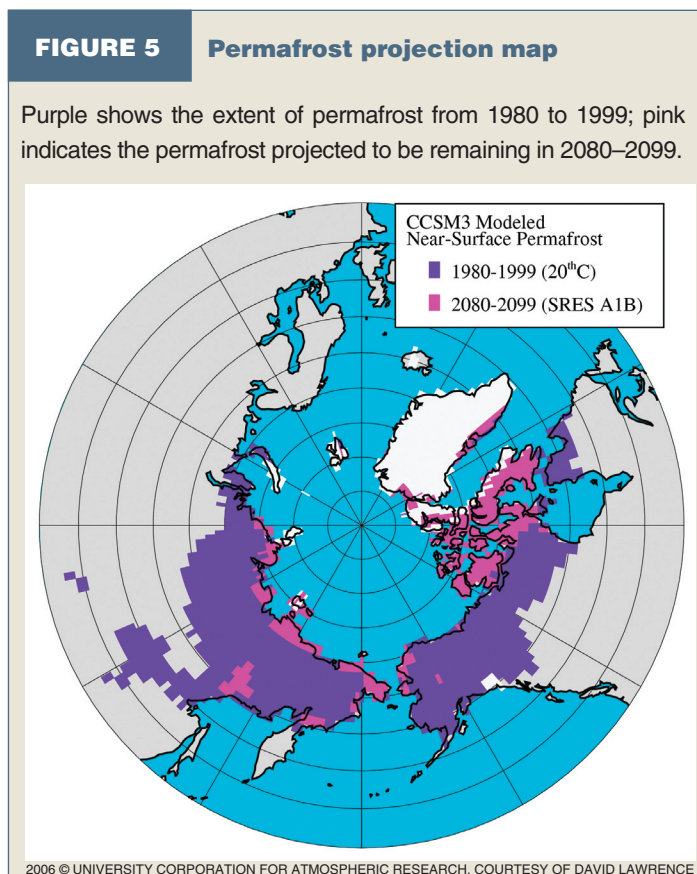 FIGURE 5
Permafrost projection map
Purple shows the extent of permafrost from 1980 to 1999; pink
indicates the permafrost projected to be remaining in 2080–2099.
CCSM3 Modeled
Near-Surface Permafrost
1980-1999 (20thC)
2080-2099 (SRES A1B)
2006 © UNIVERSITY CORPORATION FOR ATMOSPHERIC RESEARCH, COURTESY OF DAVID LAWRENCE